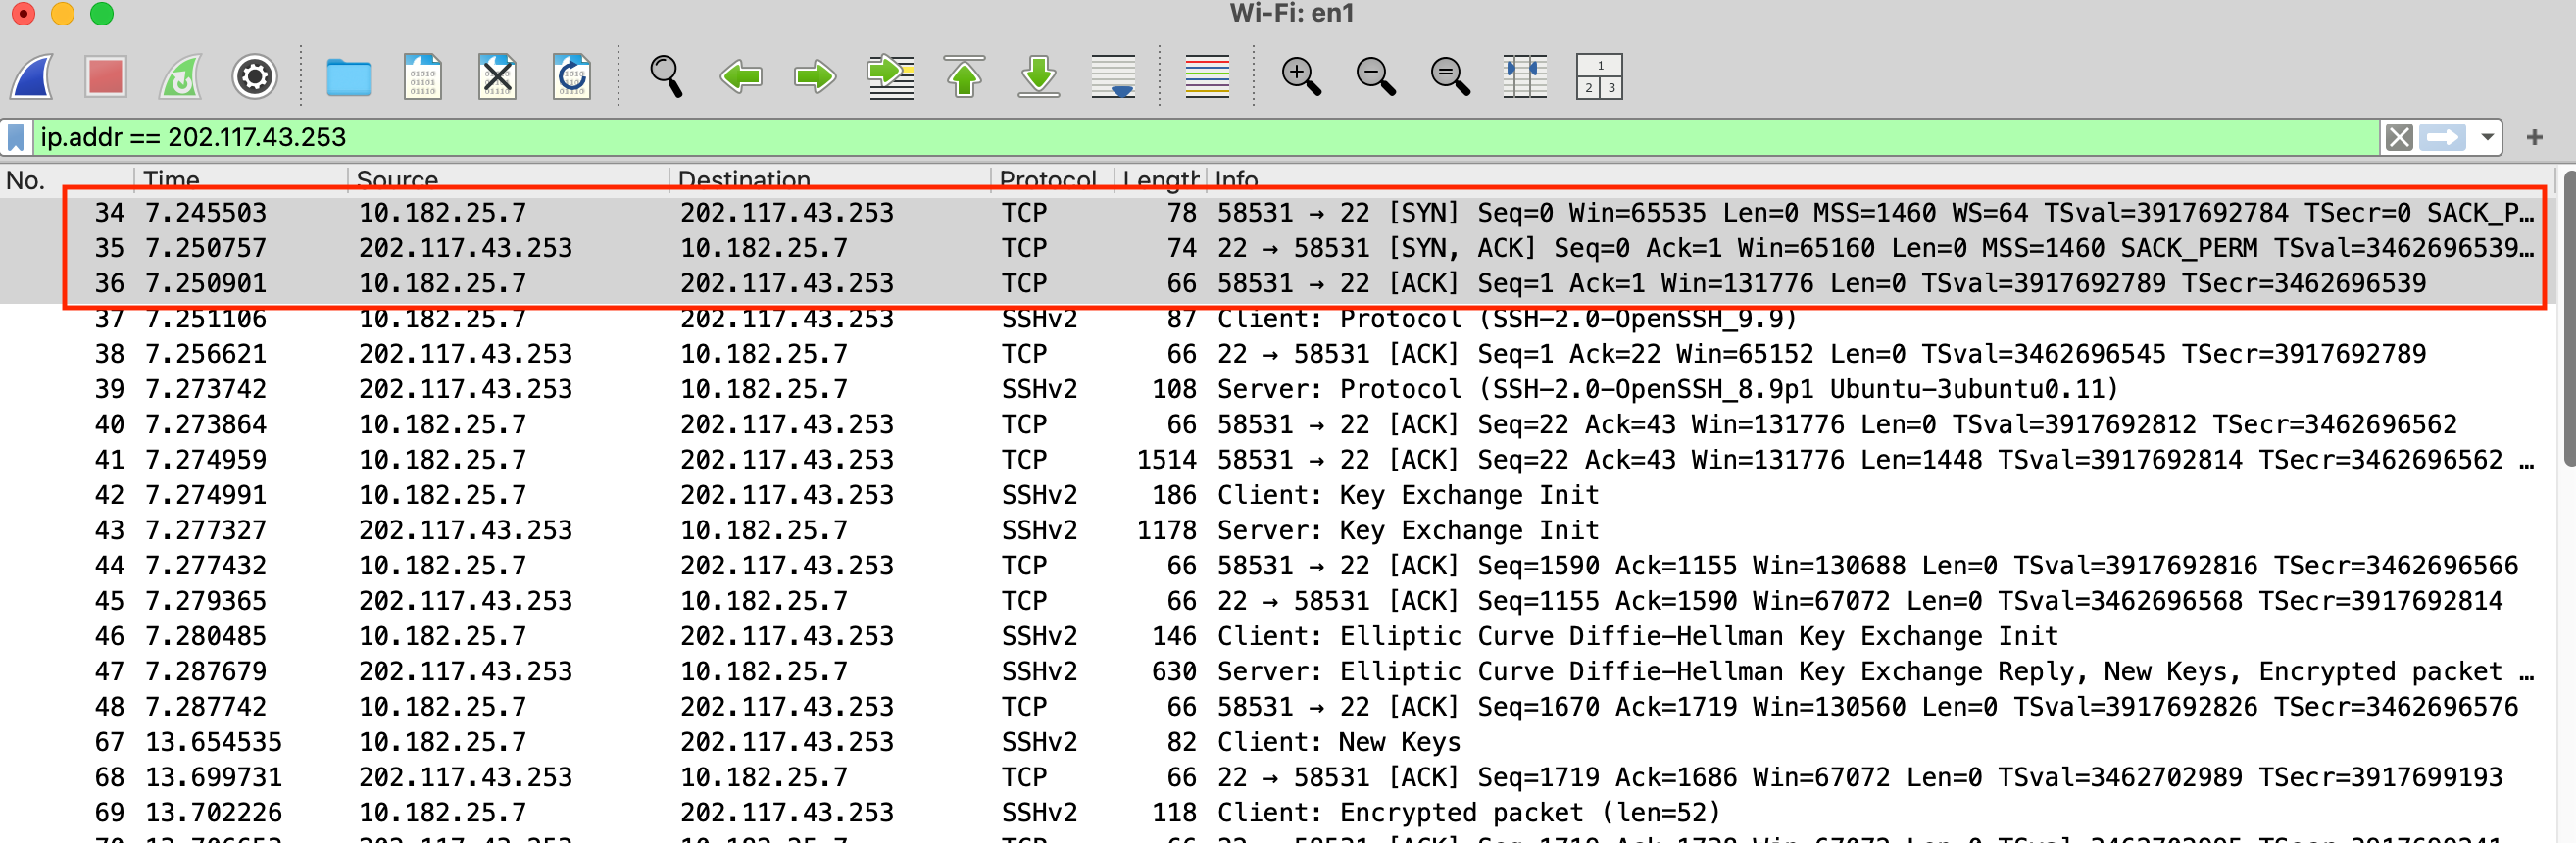 Wi-Fi: en1
1
2 3
ip.addr == 202.117.43.253
No. Time Source Destination Protocol Length Info
34 7.245503 10.182.25.7 202.117.43.253 TCP 78 58531 → 22 [SYN] Seq=0 Win=65535 Len=0 MSS=1460 WS=64 TSval=3917692784 TSecr=0 SACK_P…
35 7.250757 202.117.43.253 10.182.25.7 TCP 74 22 → 58531 [SYN, ACK] Seq=0 Ack=1 Win=65160 Len=0 MSS=1460 SACK_PERM TSval=3462696539…
36 7.250901 10.182.25.7 202.117.43.253 TCP 66 58531 → 22 [ACK] Seq=1 Ack=1 Win=131776 Len=0 TSval=3917692789 TSecr=3462696539
37 7.251106 10.182.25.7 202.117.43.253 SSHv2 87 Client: Protocol (SSH-2.0-OpenSSH_9.9)
38 7.256621 202.117.43.253 10.182.25.7 TCP 66 22 → 58531 [ACK] Seq=1 Ack=22 Win=65152 Len=0 TSval=3462696545 TSecr=3917692789
39 7.273742 202.117.43.253 10.182.25.7 SSHv2 108 Server: Protocol (SSH-2.0-OpenSSH_8.9p1 Ubuntu-3ubuntu0.11)
40 7.273864 10.182.25.7 202.117.43.253 TCP 66 58531 → 22 [ACK] Seq=22 Ack=43 Win=131776 Len=0 TSval=3917692812 TSecr=3462696562
41 7.274959 10.182.25.7 202.117.43.253 TCP 1514 58531 → 22 [ACK] Seq=22 Ack=43 Win=131776 Len=1448 TSval=3917692814 TSecr=3462696562 …
42 7.274991 10.182.25.7 202.117.43.253 SSHv2 186 Client: Key Exchange Init
43 7.277327 202.117.43.253 10.182.25.7 SSHv2 1178 Server: Key Exchange Init
44 7.277432 10.182.25.7 202.117.43.253 TCP 66 58531 → 22 [ACK] Seq=1590 Ack=1155 Win=130688 Len=0 TSval=3917692816 TSecr=3462696566
45 7.279365 202.117.43.253 10.182.25.7 TCP 66 22 → 58531 [ACK] Seq=1155 Ack=1590 Win=67072 Len=0 TSval=3462696568 TSecr=3917692814
46 7.280485 10.182.25.7 202.117.43.253 SSHv2 146 Client: Elliptic Curve Diffie-Hellman Key Exchange Init
47 7.287679 202.117.43.253 10.182.25.7 SSHv2 630 Server: Elliptic Curve Diffie-Hellman Key Exchange Reply, New Keys, Encrypted packet …
48 7.287742 10.182.25.7 202.117.43.253 TCP 66 58531 → 22 [ACK] Seq=1670 Ack=1719 Win=130560 Len=0 TSval=3917692826 TSecr=3462696576
67 13.654535 10.182.25.7 202.117.43.253 SSHv2 82 Client: New Keys
68 13.699731 202.117.43.253 10.182.25.7 TCP 66 22 → 58531 [ACK] Seq=1719 Ack=1686 Win=67072 Len=0 TSval=3462702989 TSecr=3917699193
69 13.702226 10.182.25.7 202.117.43.253 SSHv2 118 Client: Encrypted packet (len=52)